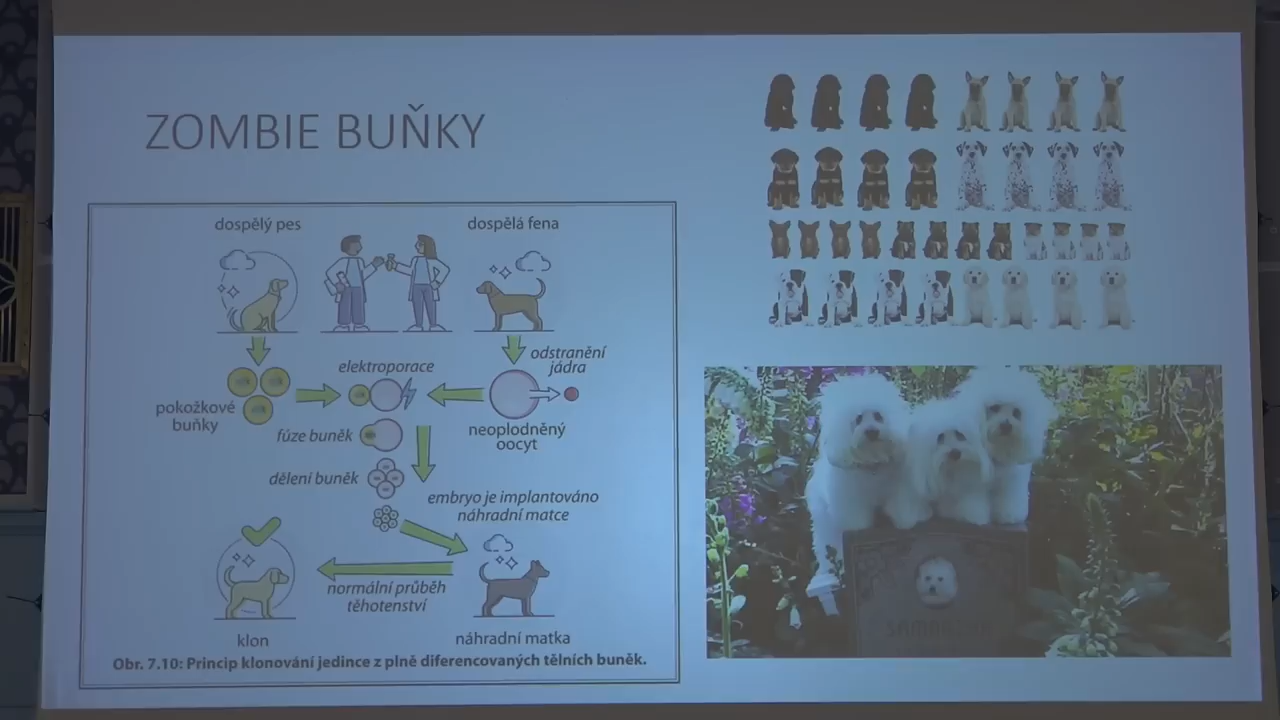 ZOMBIE BUŇKY
dospělý pes
dospělá fena
elektroporace
odstranění
jádra
pokožkové
buňky
fúze buněk
neoplodněný
oocyt
dělení buněk
embryo je implantováno
náhradní matce
normální průběh
těhotenství
klon
náhradní matka
Obr. 7.10: Princip klonování jedince z plně diferencovaných tělních buněk.